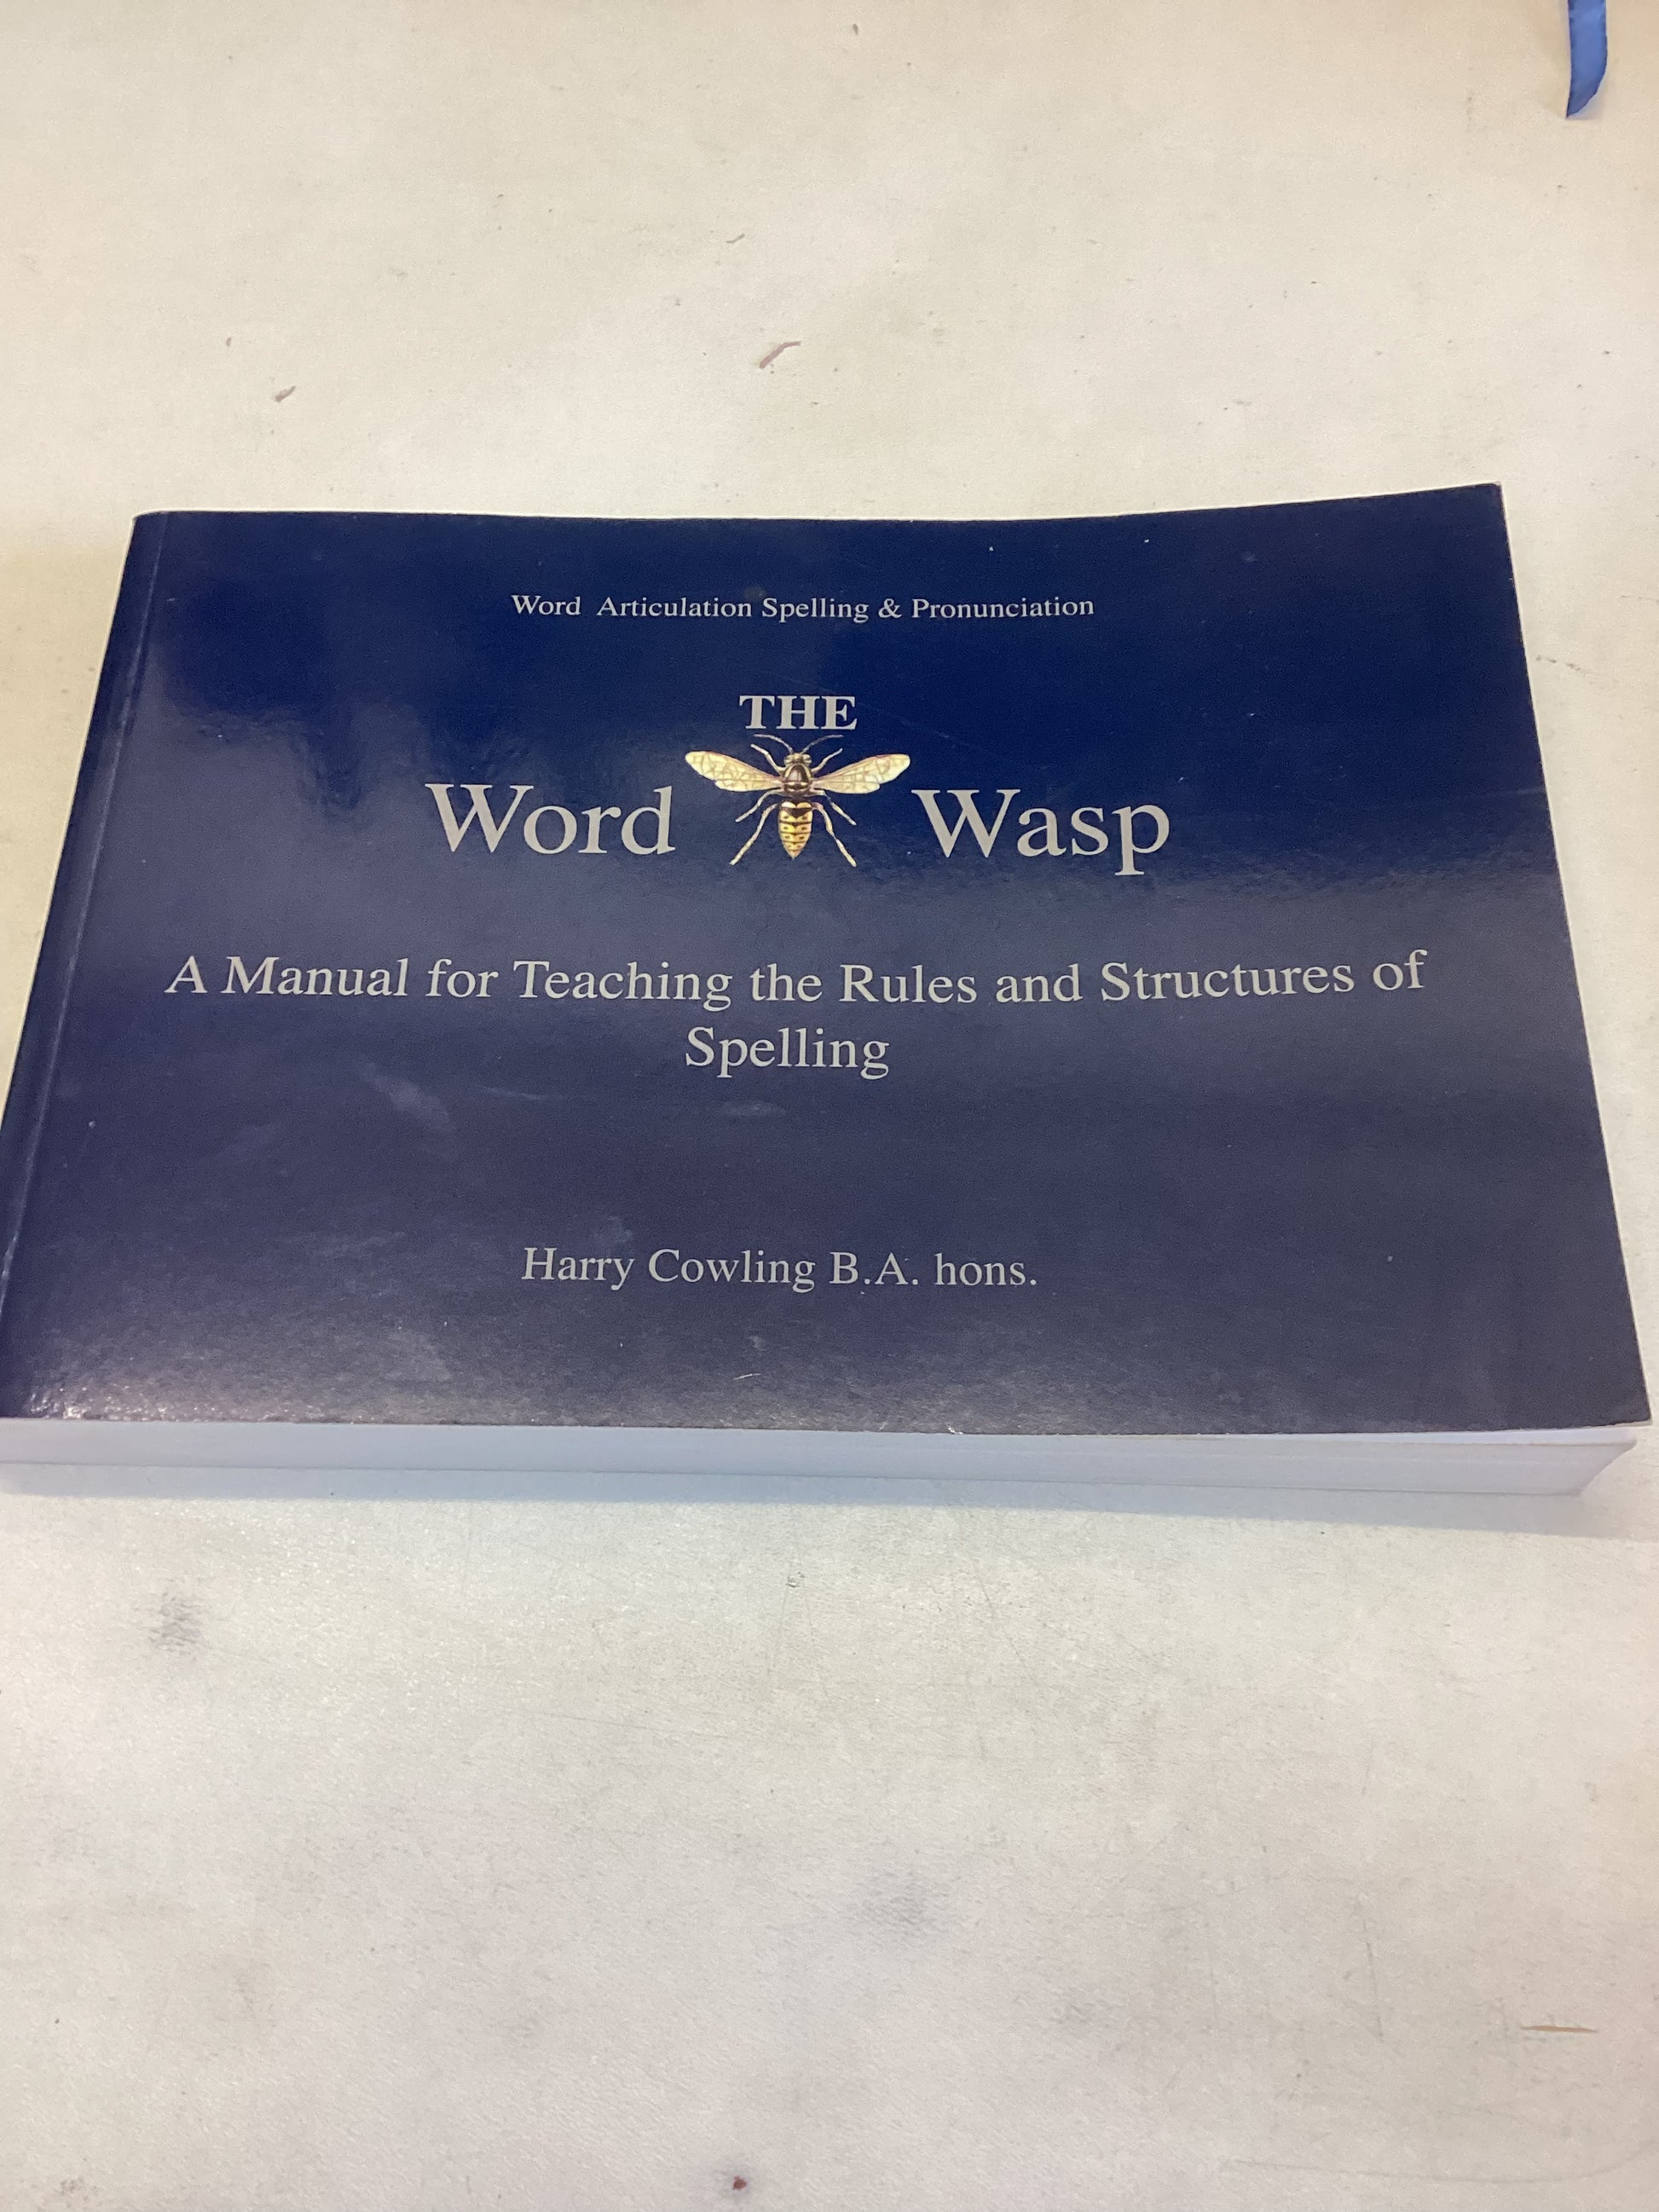 Word Articulation Spelling & Pronunciation
THE
Word Wasp
A Manual for Teaching the Rules and Structures of
Spelling
Harry Cowling B.A. hons.